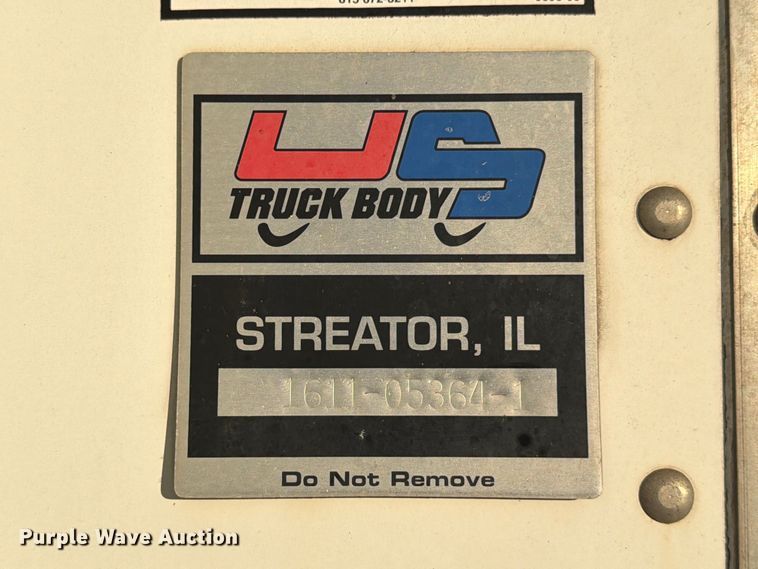 US
TRUCK BODY
STREATOR, IL
1611-05364-1
Do Not Remove
Purple Wave Auction